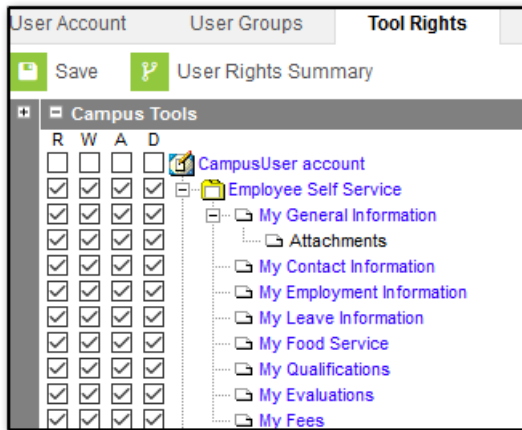 User Account User Groups Tool Rights
Save User Rights Summary
Campus Tools
R W A D
CampusUser account
Employee Self Service
My General Information
Attachments
My Contact Information
My Employment Information
My Leave Information
My Food Service
My Qualifications
My Evaluations
My Fees